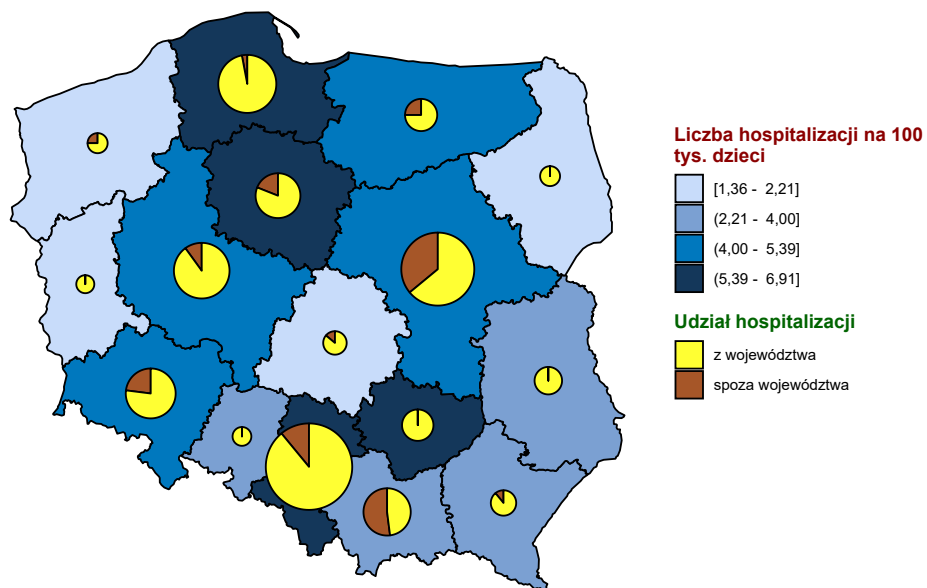 Liczba hospitalizacji na 100
tys. dzieci
[1,36 - 2,21]
(2,21 - 4,00]
(4,00 - 5,39]
(5,39 - 6,91]
Udział hospitalizacji
z województwa
spoza województwa